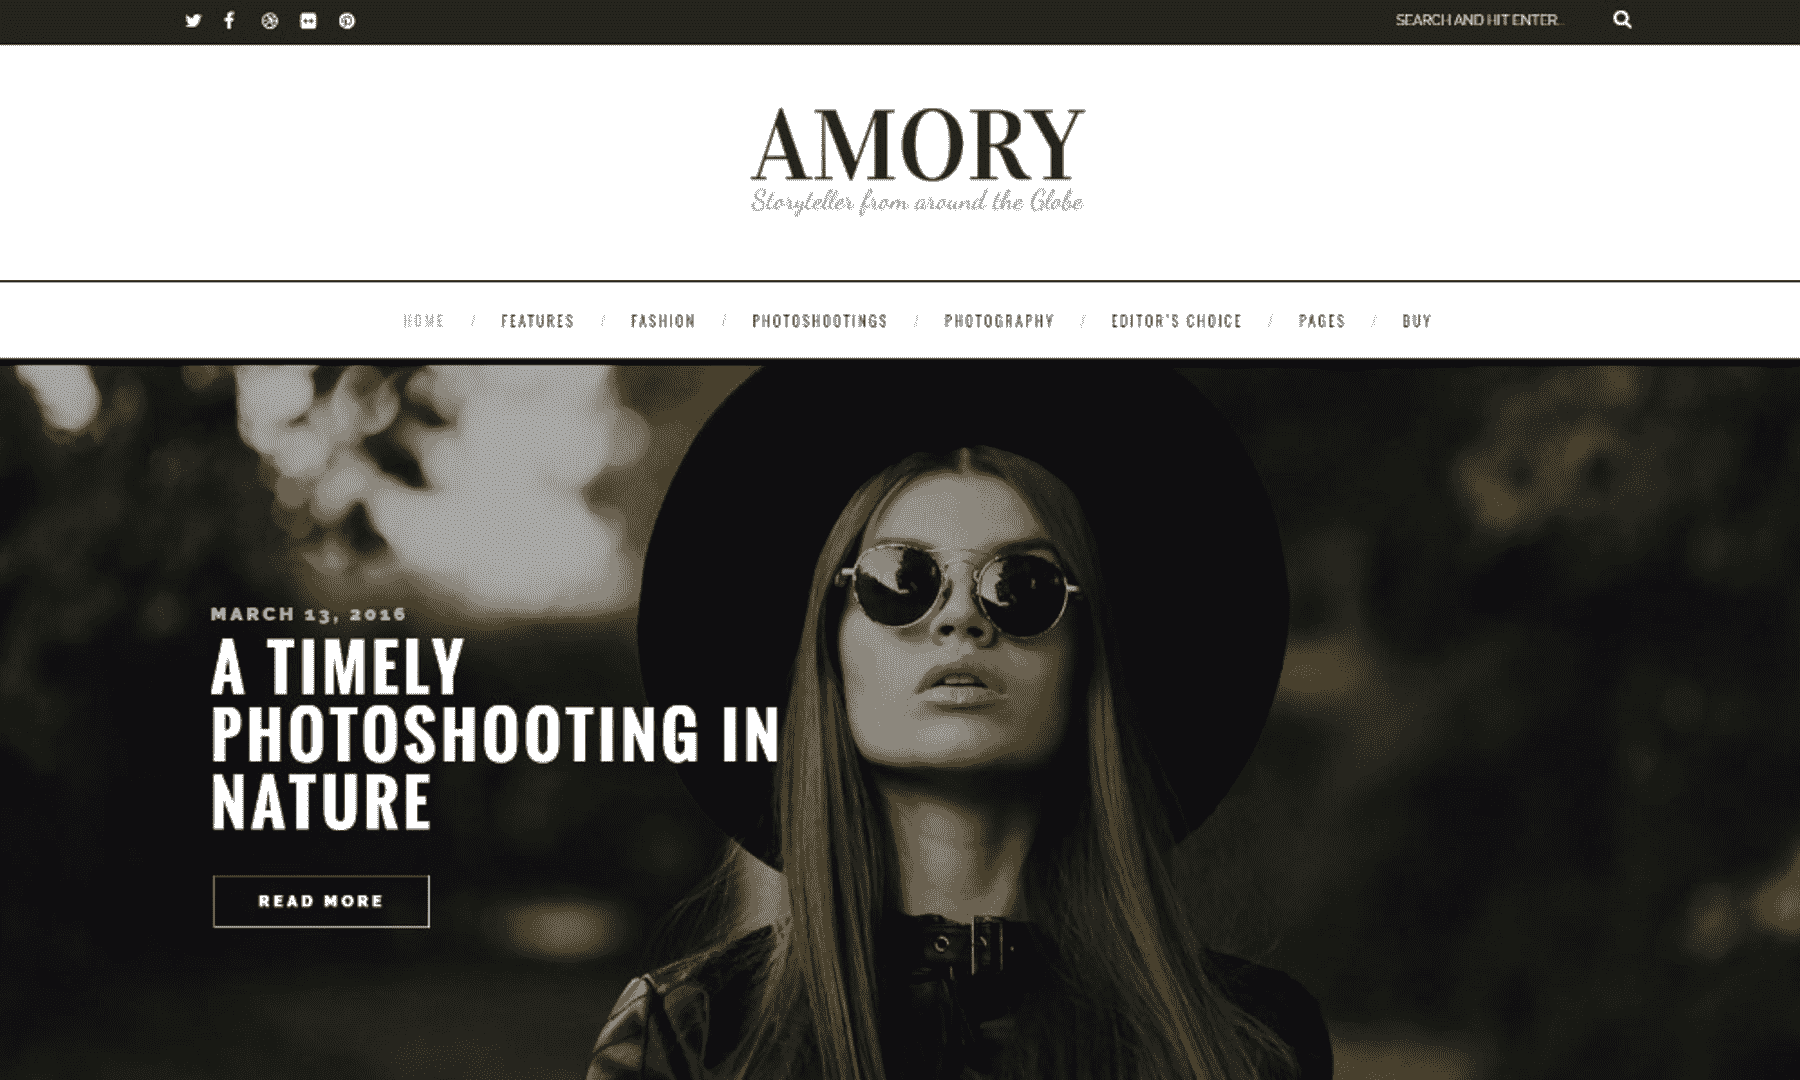 SEARCH AND HIT ENTER..
AMORY
Storyteller from around the Globe
HOME / FEATURES / FASHION / PHOTOSHOOTINGS / PHOTOGRAPHY / EDITOR'S CHOICE / PAGES / BUY
MARCH 13, 2016
A TIMELY
PHOTOSHOOTING IN
NATURE
READ MORE